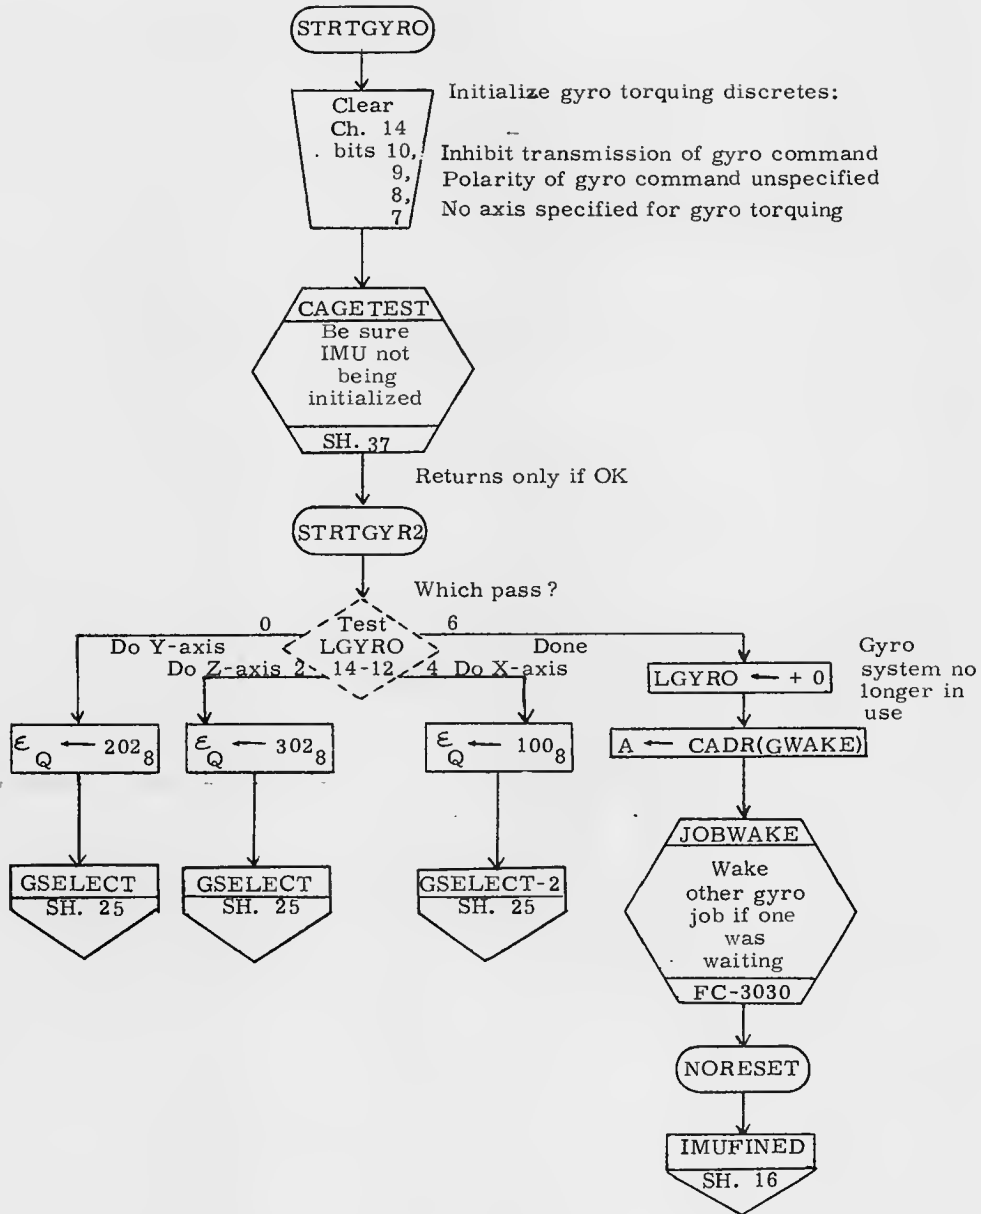 STRTGYRO
Initialize gyro torquing discretes:
Clear
Ch. 14
bits 10, Inhibit transmission of gyro command
9, Polarity of gyro command unspecified
8,
7 No axis specified for gyro torquing
CAGETEST
Be sure
IMU not
being
initialized
SH. 37
Returns only if OK
STRTGYR2
Which pass?
0 Test 6
Do Y-axis LGYRO Done
Do Z-axis 2 14-12 4 Do X-axis
Gyro
system no
longer in
use
LGYRO ← + 0
ε_Q ← 202₈ ε_Q ← 302₈ ε_Q ← 100₈
A ← CADR(GWAKE)
JOBWAKE
Wake
other gyro
job if one
was
waiting
FC-3030
GSELECT GSELECT GSELECT-2
SH. 25 SH. 25 SH. 25
NORESET
IMUFINED
SH. 16